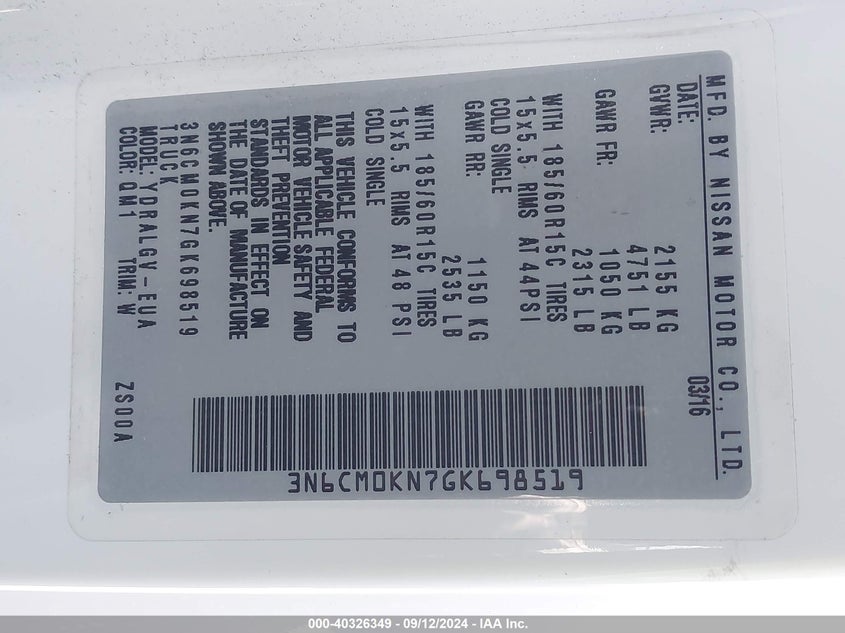 MFD. BY NISSAN MOTOR CO., LTD.
DATE: 03/16
GVWR: 2155 KG
4751 LB
GAWR FR: 1050 KG
2315 LB
WITH 185/60R15C TIRES
15x5.5 RIMS AT 44PSI
COLD SINGLE
GAWR RR: 1150 KG
2535 LB
WITH 185/60R15C TIRES
15x5.5 RIMS AT 48 PSI
COLD SINGLE
THIS VEHICLE CONFORMS TO
ALL APPLICABLE FEDERAL
MOTOR VEHICLE SAFETY AND
THEFT PREVENTION
STANDARDS IN EFFECT ON
THE DATE OF MANUFACTURE
SHOWN ABOVE.
3N6CM0KN7GK698519
TRUCK
MODEL: YDRALGV-EUA
COLOR: QM1 TRIM: W ZS00A
3N6CM0KN7GK698519
000-40326349 - 09/12/2024 - IAA Inc.